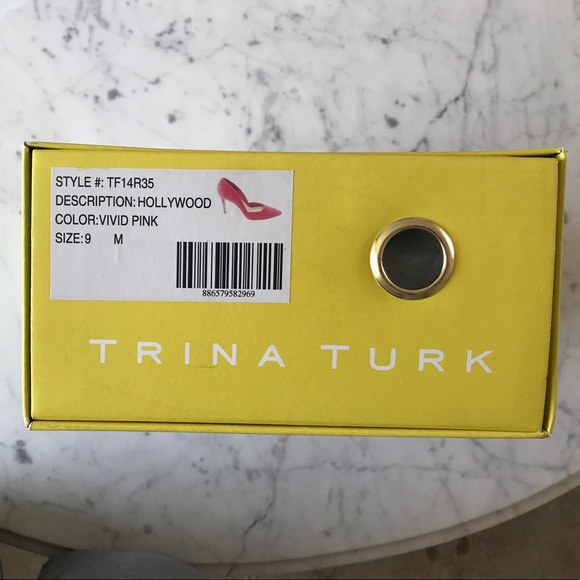 STYLE #: TF14R35
DESCRIPTION: HOLLYWOOD
COLOR:VIVID PINK
SIZE: 9 M
886579582969
TRINA TURK